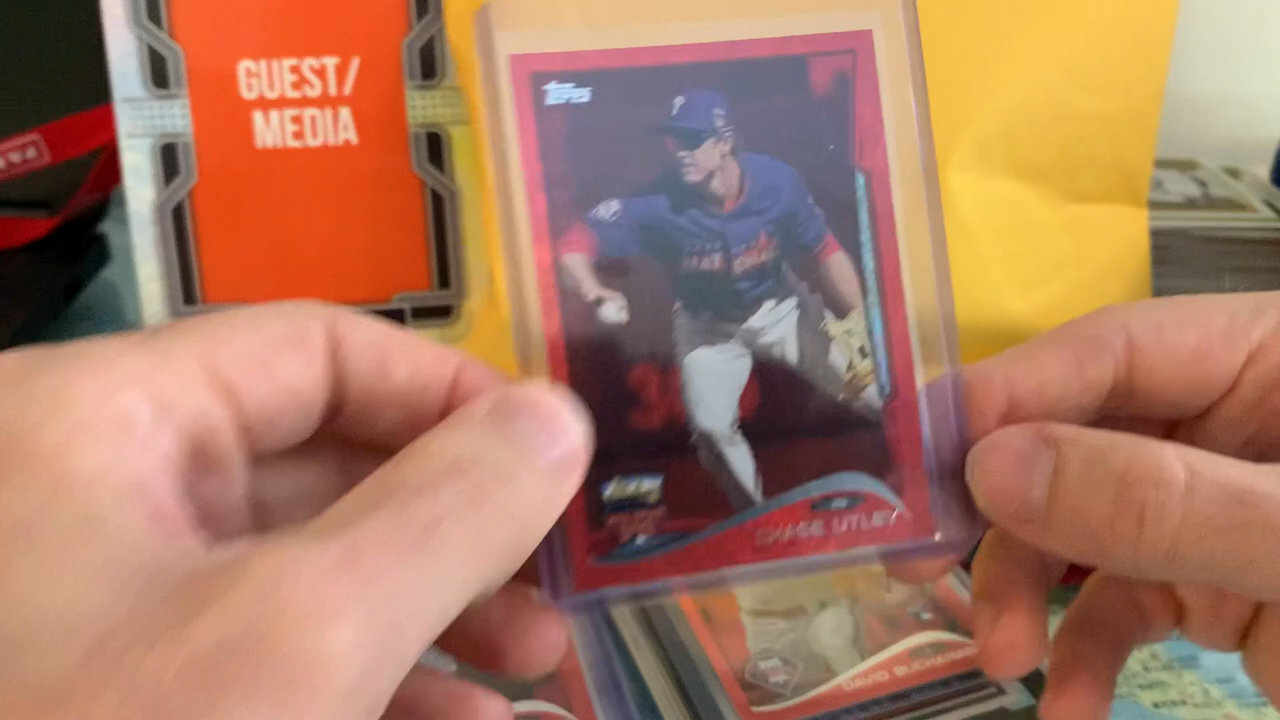 GUEST/
MEDIA
TOPPS
CHASE UTLEY
DAVID BUCHANAN